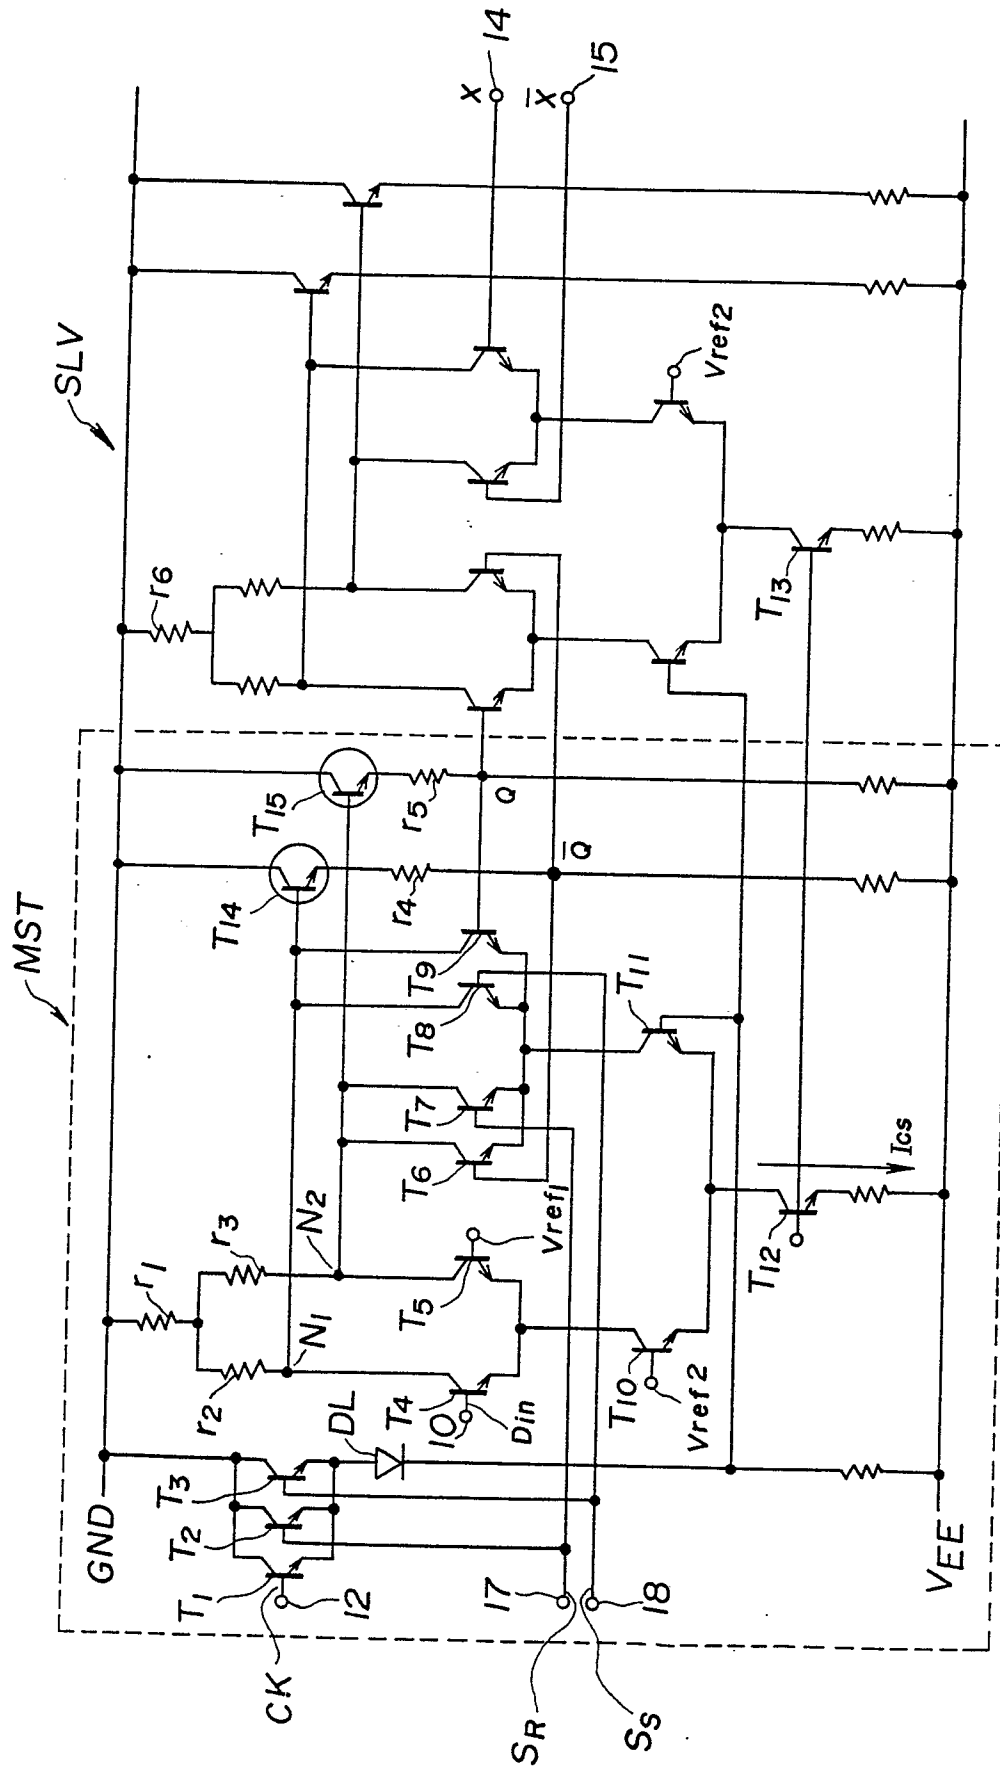 MST
SLV
GND
r1
r2
r3
N1
N2
DL
T1
T2
T3
CK
12
T4
10
Din
T5
Vref1
T6
T7
T8
T9
T14
T15
r4
r5
Q
Q̅
r6
X
14
X̅
15
17
SR
18
SS
T10
Vref2
T11
T12
Ics
T13
Vref2
VEE